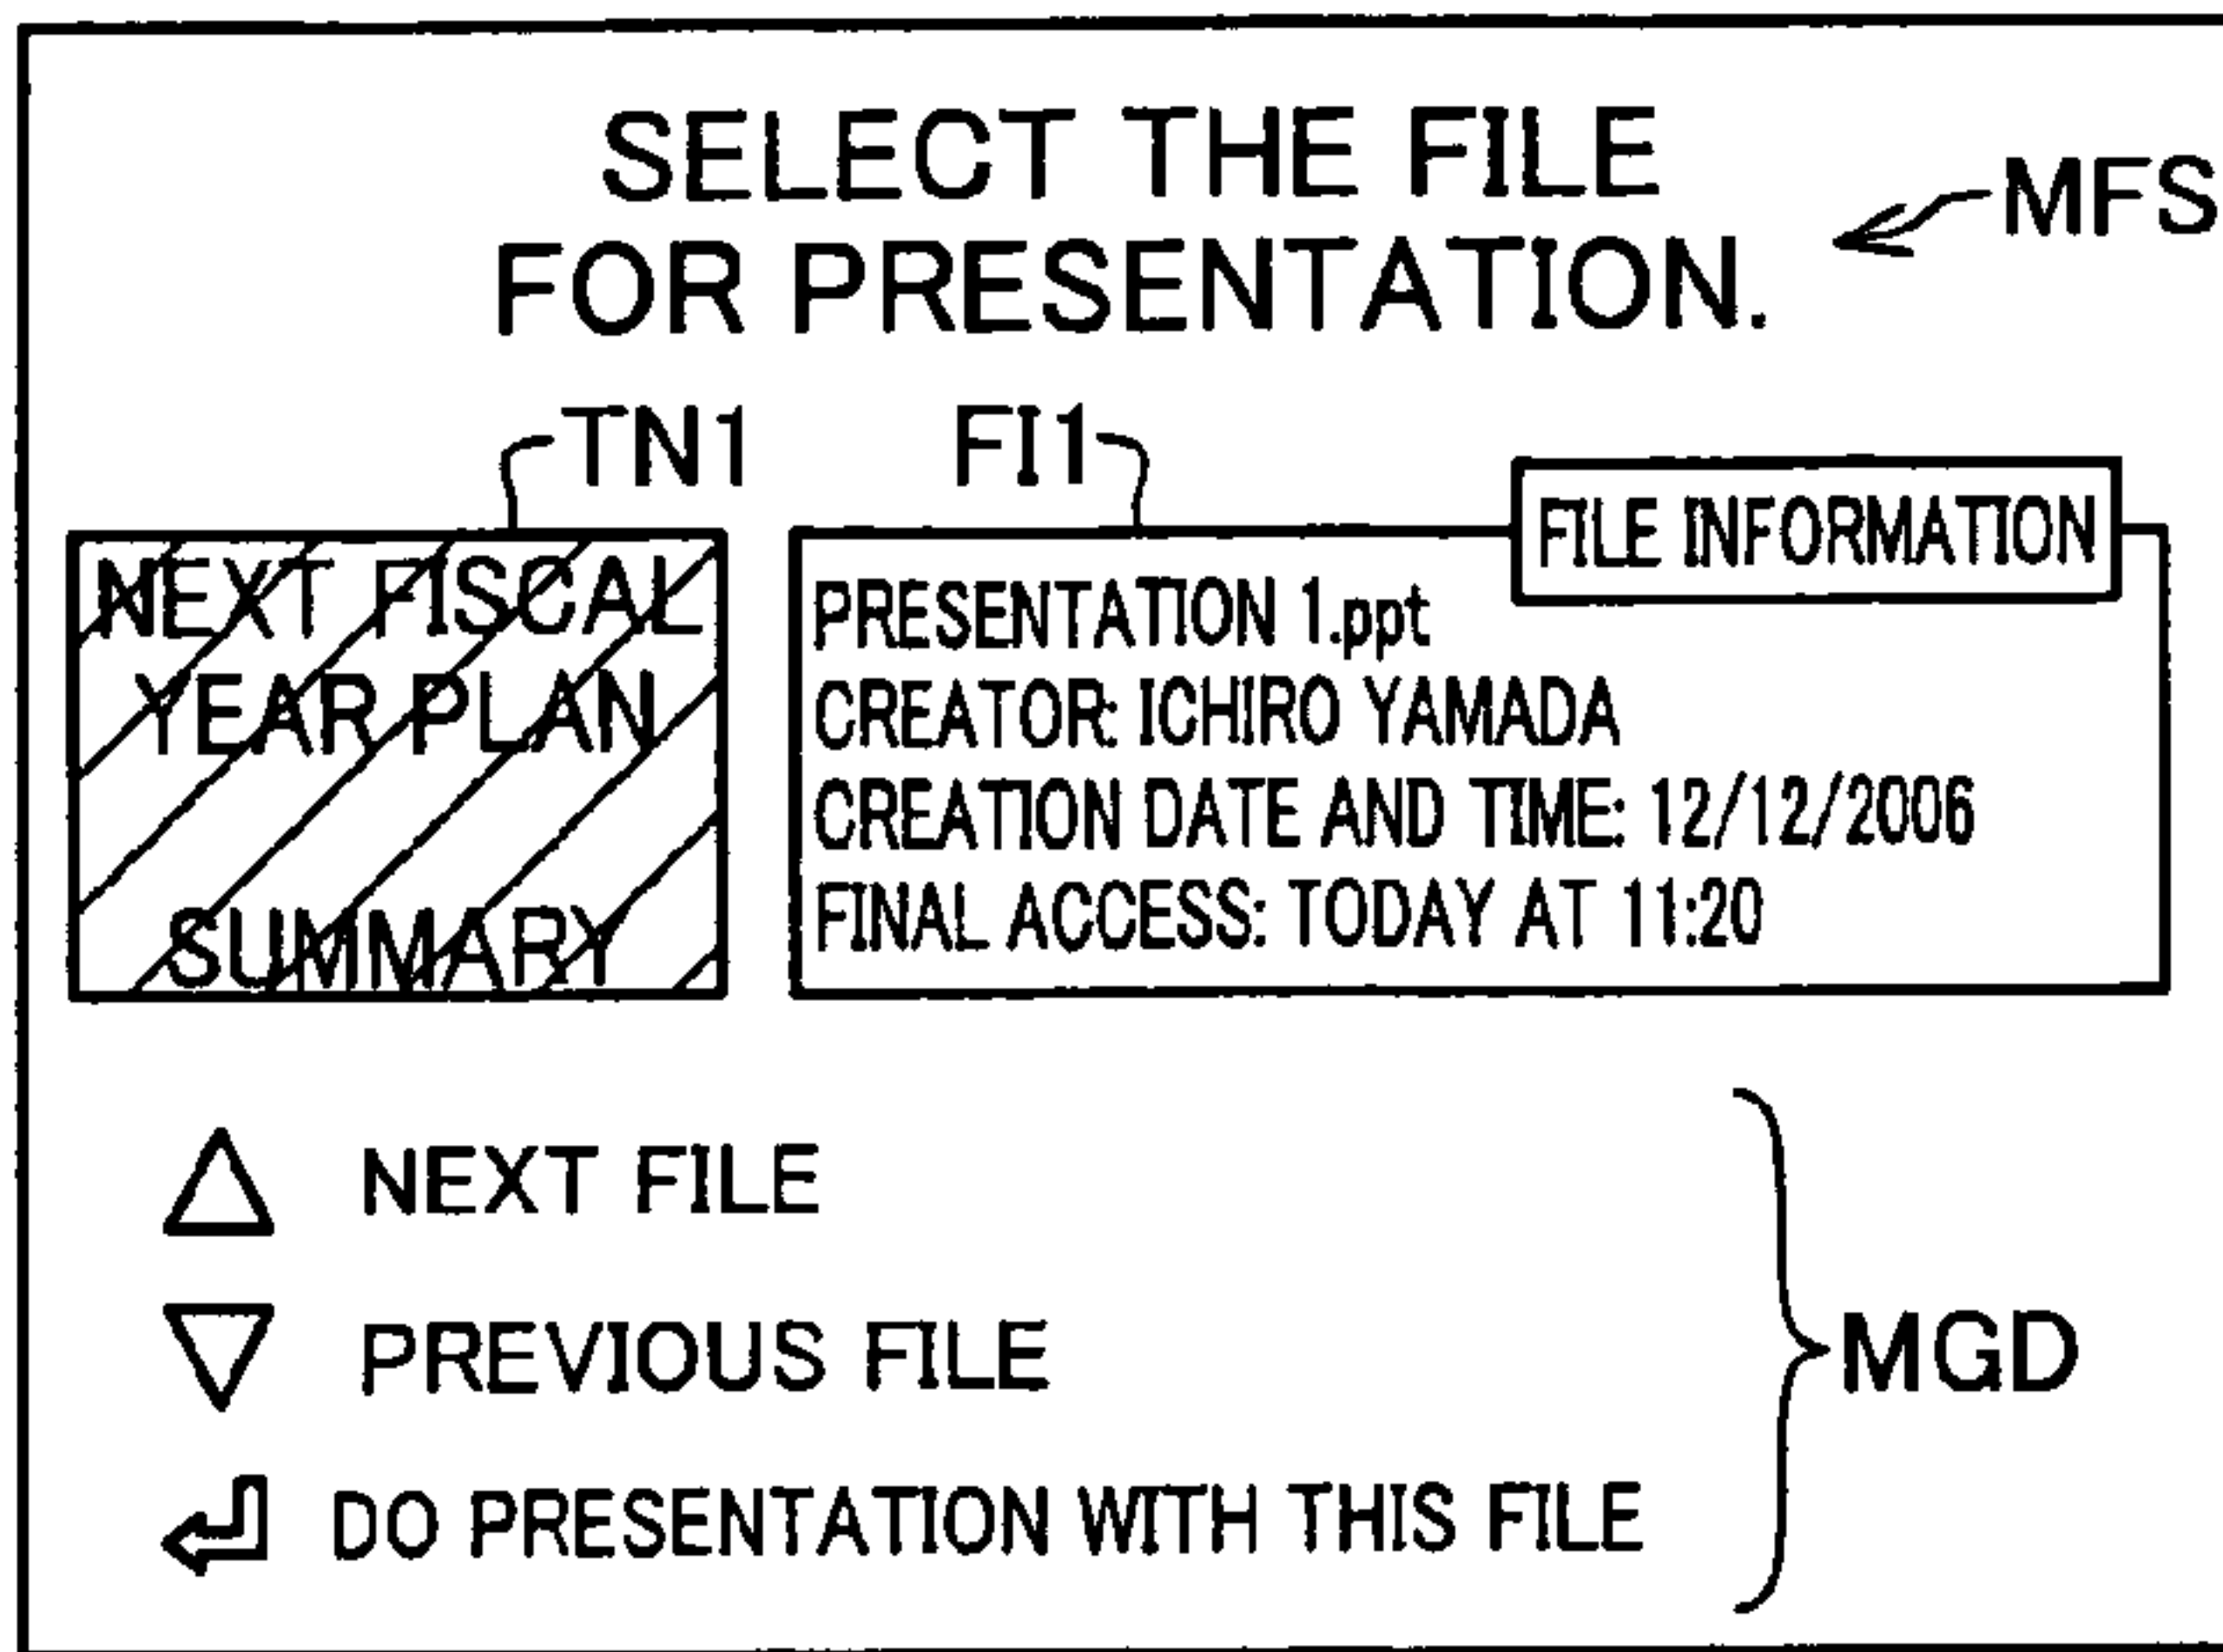 SELECT THE FILE
FOR PRESENTATION.
MFS
TN1
FI1
FILE INFORMATION
NEXT FISCAL
YEAR PLAN
SUMMARY
PRESENTATION 1.ppt
CREATOR: ICHIRO YAMADA
CREATION DATE AND TIME: 12/12/2006
FINAL ACCESS: TODAY AT 11:20
NEXT FILE
PREVIOUS FILE
DO PRESENTATION WITH THIS FILE
MGD